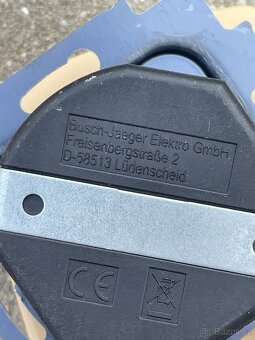 Busch-Jaeger Elektro GmbH
Freisenbergstraße 2
D-58513 Lüdenscheid
CE